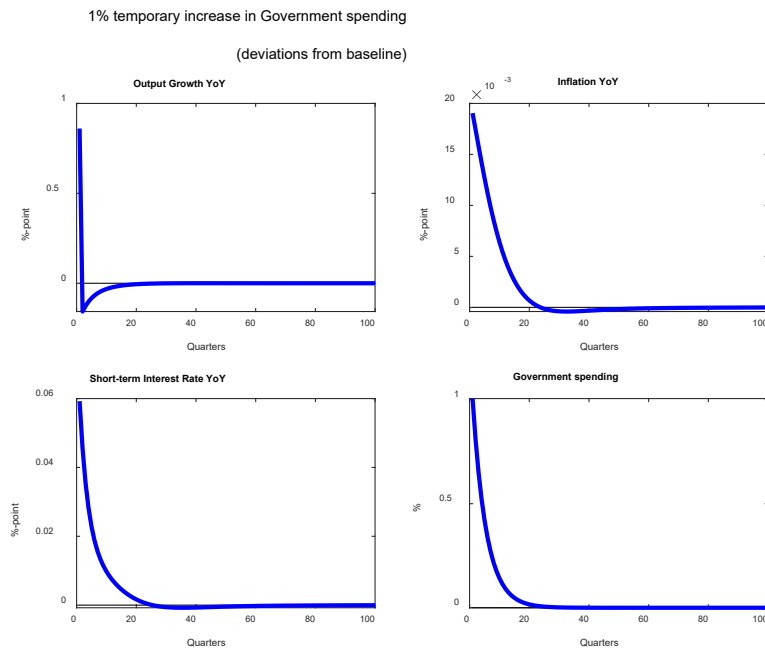 1% temporary increase in Government spending
(deviations from baseline)
Output Growth YoY
1
0.5
0
%-point
0 20 40 60 80 100
Quarters
Inflation YoY
× 10 -3
20
15
10
5
0
%-point
0 20 40 60 80 100
Quarters
Short-term Interest Rate YoY
0.06
0.04
0.02
0
%-point
0 20 40 60 80 100
Quarters
Government spending
1
0.5
0
%
0 20 40 60 80 100
Quarters